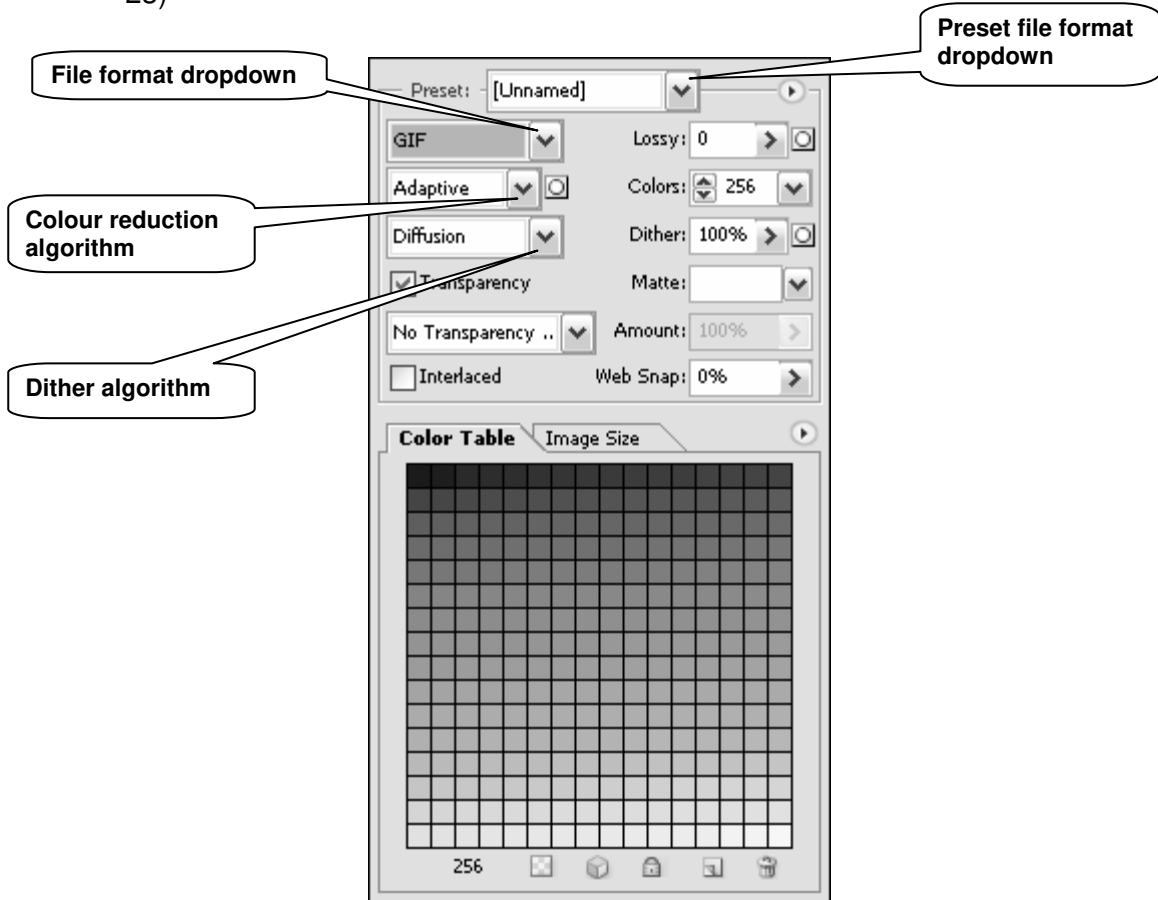 28)
Preset file format
dropdown
File format dropdown
Preset: [Unnamed]
GIF Lossy: 0
Adaptive Colors: 256
Colour reduction
algorithm
Diffusion Dither: 100%
Transparency Matte:
No Transparency .. Amount: 100%
Dither algorithm
Interlaced Web Snap: 0%
Color Table Image Size
256